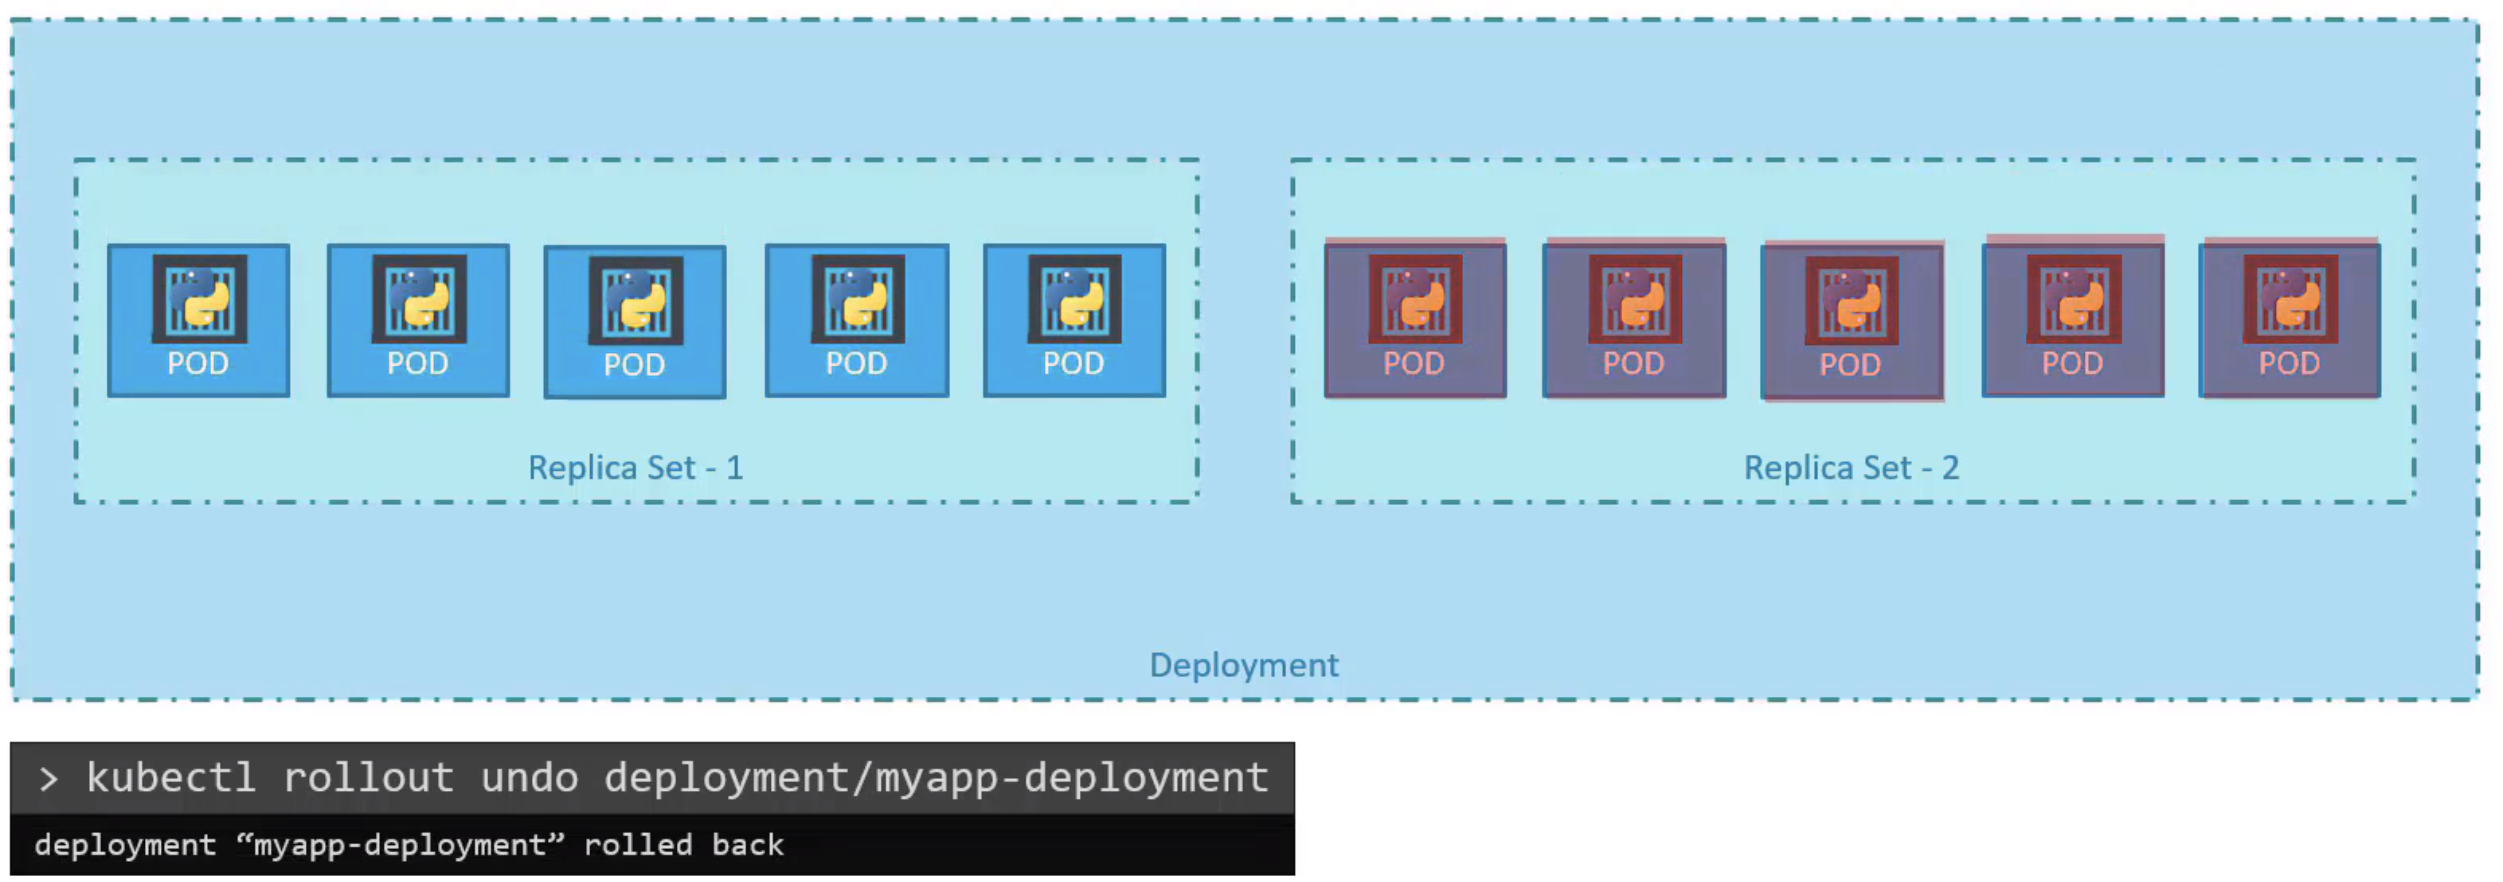 POD POD POD POD POD POD POD POD POD POD
Replica Set - 1
Replica Set - 2
Deployment
> kubectl rollout undo deployment/myapp-deployment
deployment “myapp-deployment” rolled back